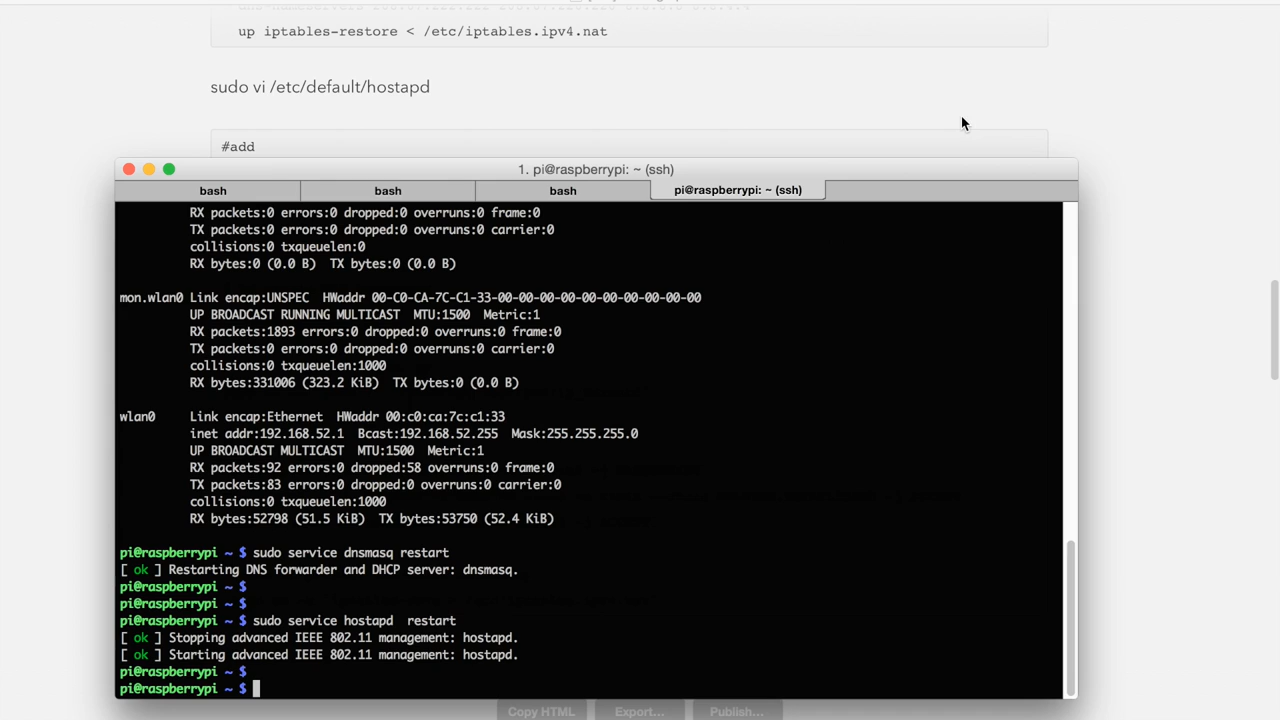 up iptables-restore < /etc/iptables.ipv4.nat
sudo vi /etc/default/hostapd
#add
1. pi@raspberrypi: ~ (ssh)
bash bash bash pi@raspberrypi: ~ (ssh)
RX packets:0 errors:0 dropped:0 overruns:0 frame:0
TX packets:0 errors:0 dropped:0 overruns:0 carrier:0
collisions:0 txqueuelen:0
RX bytes:0 (0.0 B)  TX bytes:0 (0.0 B)
mon.wlan0 Link encap:UNSPEC  HWaddr 00-C0-CA-7C-C1-33-00-00-00-00-00-00-00-00-00-00
UP BROADCAST RUNNING MULTICAST  MTU:1500  Metric:1
RX packets:1893 errors:0 dropped:0 overruns:0 frame:0
TX packets:0 errors:0 dropped:0 overruns:0 carrier:0
collisions:0 txqueuelen:1000
RX bytes:331006 (323.2 KiB)  TX bytes:0 (0.0 B)
wlan0     Link encap:Ethernet  HWaddr 00:c0:ca:7c:c1:33
inet addr:192.168.52.1  Bcast:192.168.52.255  Mask:255.255.255.0
UP BROADCAST MULTICAST  MTU:1500  Metric:1
RX packets:92 errors:0 dropped:58 overruns:0 frame:0
TX packets:83 errors:0 dropped:0 overruns:0 carrier:0
collisions:0 txqueuelen:1000
RX bytes:52798 (51.5 KiB)  TX bytes:53750 (52.4 KiB)
pi@raspberrypi ~ $ sudo service dnsmasq restart
[ ok ] Restarting DNS forwarder and DHCP server: dnsmasq.
pi@raspberrypi ~ $
pi@raspberrypi ~ $
pi@raspberrypi ~ $ sudo service hostapd  restart
[ ok ] Stopping advanced IEEE 802.11 management: hostapd.
[ ok ] Starting advanced IEEE 802.11 management: hostapd.
pi@raspberrypi ~ $
pi@raspberrypi ~ $
Copy HTML Export... Publish...